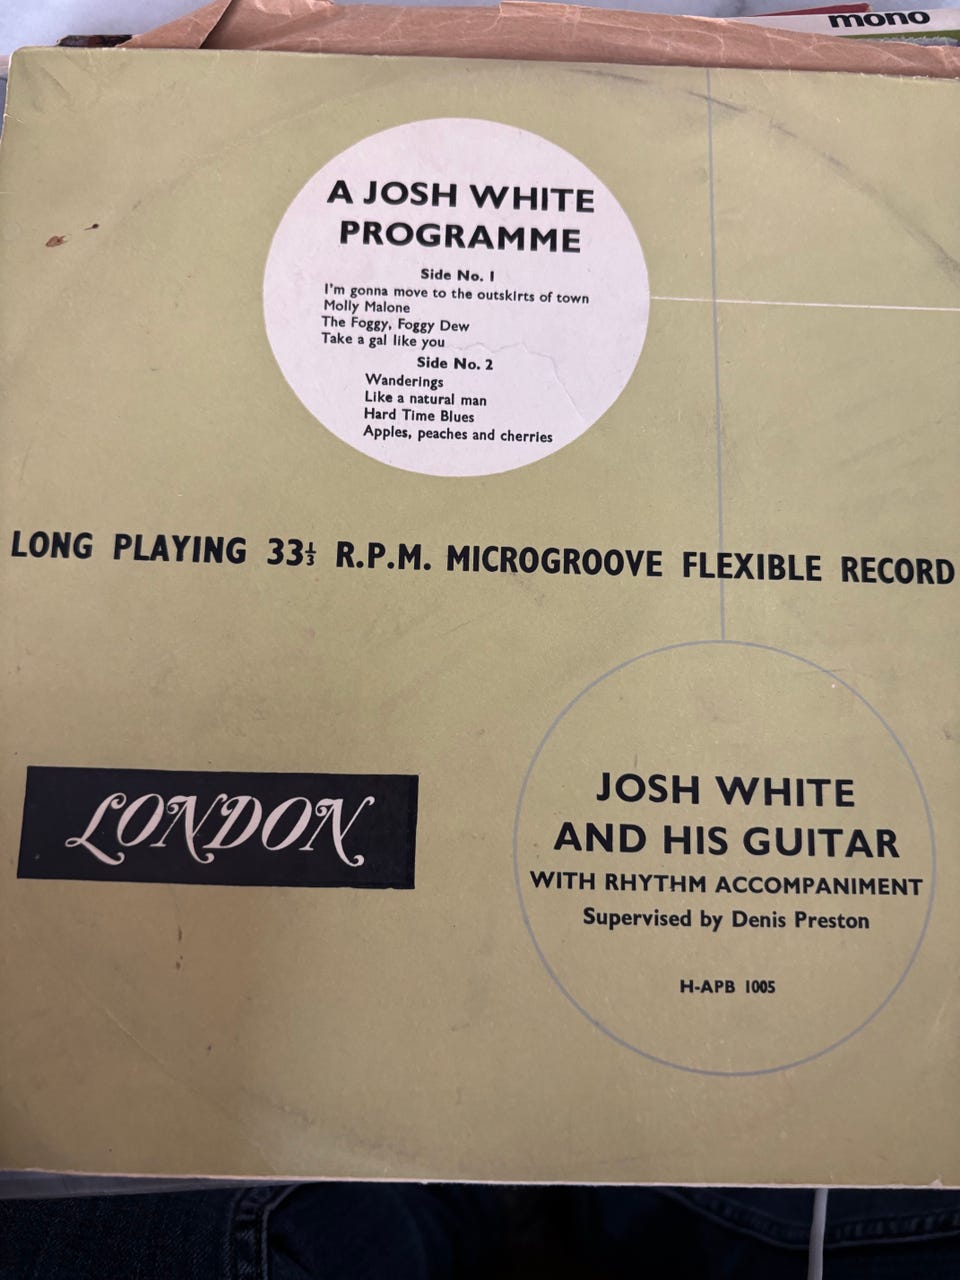 mono
A JOSH WHITE
PROGRAMME
Side No. 1
I'm gonna move to the outskirts of town
Molly Malone
The Foggy, Foggy Dew
Take a gal like you
Side No. 2
Wanderings
Like a natural man
Hard Time Blues
Apples, peaches and cherries
LONG PLAYING 33⅓ R.P.M. MICROGROOVE FLEXIBLE RECORD
LONDON
JOSH WHITE
AND HIS GUITAR
WITH RHYTHM ACCOMPANIMENT
Supervised by Denis Preston
H-APB 1005